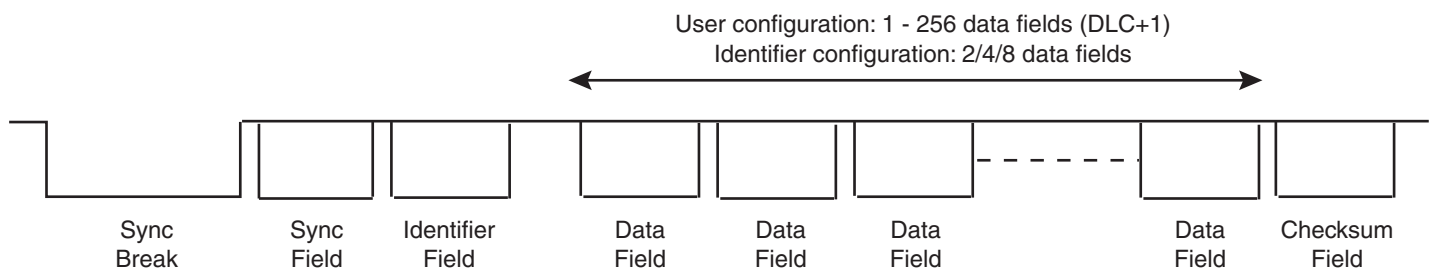 User configuration: 1 - 256 data fields (DLC+1)
Identifier configuration: 2/4/8 data fields
Sync
Break
Sync
Field
Identifier
Field
Data
Field
Data
Field
Data
Field
Data
Field
Checksum
Field